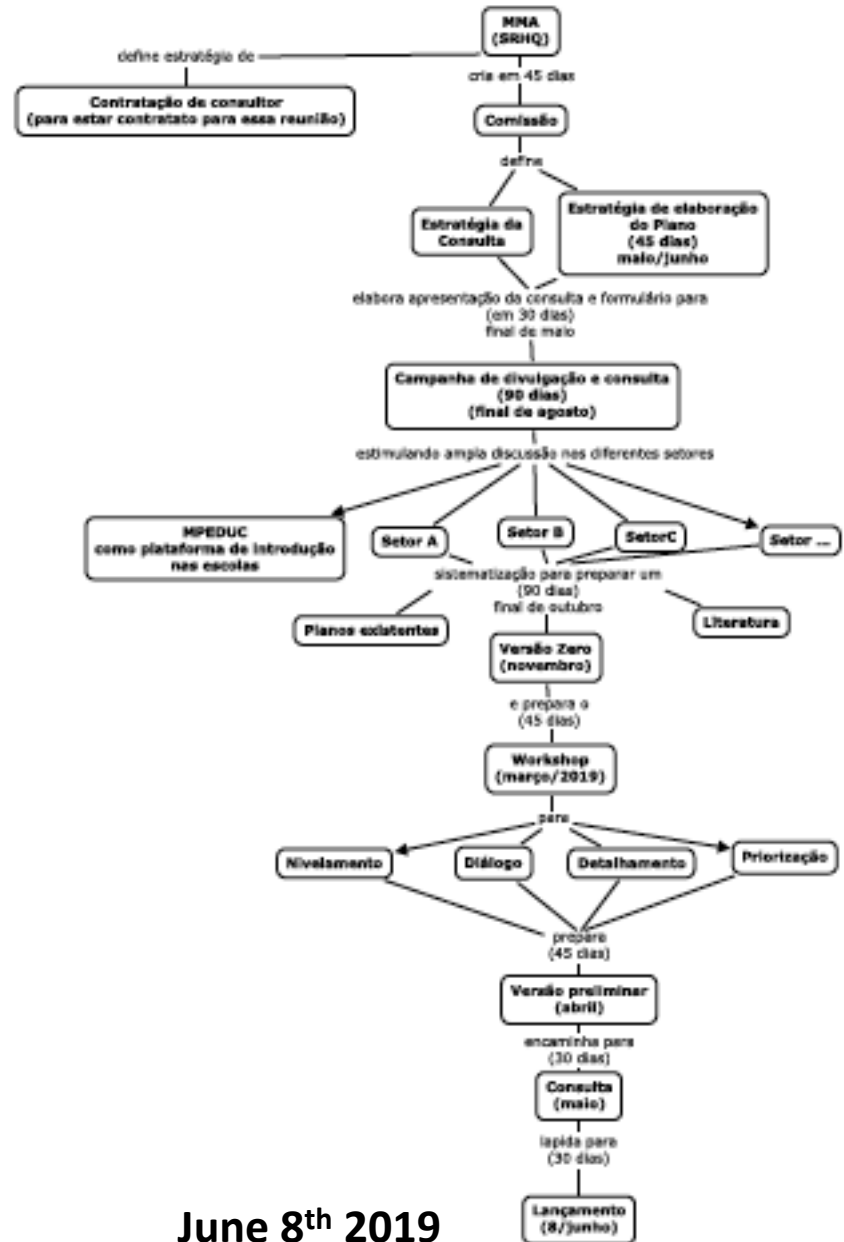 MMA
(SRHQ)
define estratégia de
cria em 45 dias
Contratação de consultor
(para estar contratato para essa reunião)
Comissão
define
Estratégia da
Consulta
Estratégia de elaboração
do Plano
(45 dias)
maio/junho
elabora apresentação da consulta e formulário para
(em 30 dias)
final de maio
Campanha de divulgação e consulta
(90 dias)
(final de agosto)
estimulando ampla discussão nos diferentes setores
MPEDUC
como plataforma de introdução
nas escolas
Setor A
Setor B
SetorC
Setor ...
sistematização para preparar um
(90 dias)
final de outubro
Planos existentes
Literatura
Versão Zero
(novembro)
e prepara o
(45 dias)
Workshop
(março/2019)
para
Nivelamento
Diálogo
Detalhamento
Priorização
prepara
(45 dias)
Versão preliminar
(abril)
encaminha para
(30 dias)
Consulta
(maio)
lapida para
(30 dias)
Lançamento
(8/junho)
June 8th 2019